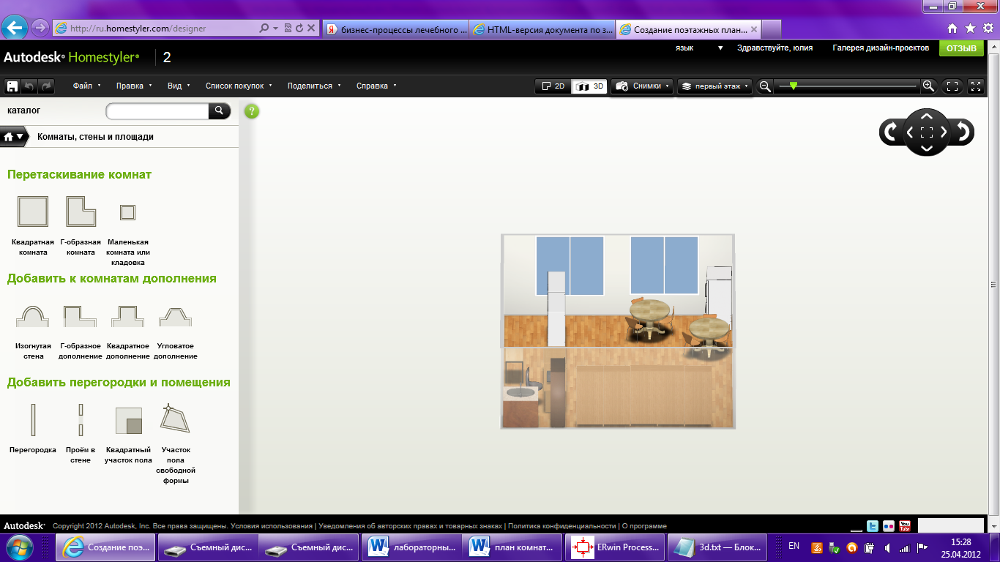 http://ru.homestyler.com/designer
бизнес-процессы лечебного ...
HTML-версия документа по з...
Создание поэтажных план...
Autodesk® Homestyler® 2
язык
Здравствуйте, юлия
Галерея дизайн-проектов
ОТЗЫВ
Файл
Правка
Вид
Список покупок
Поделиться
Справка
2D
3D
Снимки
первый этаж
каталог
?
Комнаты, стены и площади
Перетаскивание комнат
Квадратная комната
Г-образная комната
Маленькая комната или кладовка
Добавить к комнатам дополнения
Изогнутая стена
Г-образное дополнение
Квадратное дополнение
Угловатое дополнение
Добавить перегородки и помещения
Перегородка
Проём в стене
Квадратный участок пола
Участок пола свободной формы
Autodesk® Copyright 2012 Autodesk, Inc. Все права защищены. Условия использования | Уведомления об авторских правах и товарных знаках | Политика конфиденциальности | О программе
You Tube
Создание поэ...
Съемный дис...
Съемный дис...
лабораторны...
план комнат...
ERwin Process...
3d.txt — Блок...
EN
15:28
25.04.2012